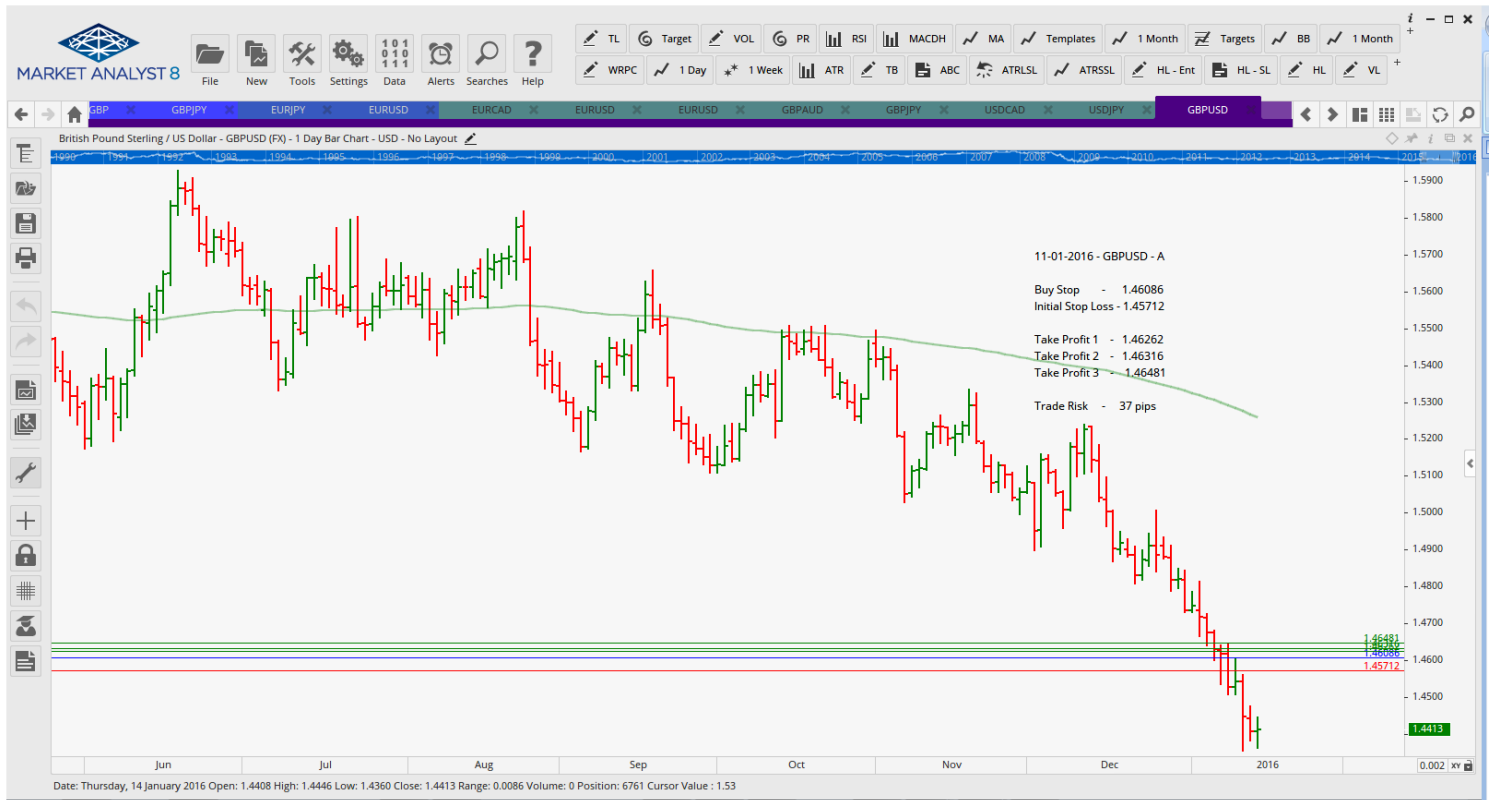 TL Target VOL PR RSI MACDH MA Templates 1 Month Targets BB 1 Month
MARKET ANALYST 8
File New Tools Settings Data Alerts Searches Help
WRPC 1 Day 1 Week ATR TB ABC ATRLSL ATRSSL HL - Ent HL - SL HL VL
GBP GBPJPY EURJPY EURUSD EURCAD EURUSD EURUSD GBPAUD GBPJPY USDCAD USDJPY GBPUSD
British Pound Sterling / US Dollar - GBPUSD (FX) - 1 Day Bar Chart - USD - No Layout
1990 1991 1992 1993 1994 1995 1996 1997 1998 1999 2000 2001 2002 2003 2004 2005 2006 2007 2008 2009 2010 2011 2012 2013 2014 2015 2016
1.5900
1.5800
1.5700
1.5600
1.5500
1.5400
1.5300
1.5200
1.5100
1.5000
1.4900
1.4800
1.4700
1.4600
1.4500
1.4413
11-01-2016 - GBPUSD - A
Buy Stop - 1.46086
Initial Stop Loss - 1.45712
Take Profit 1 - 1.46262
Take Profit 2 - 1.46316
Take Profit 3 - 1.46481
Trade Risk - 37 pips
1.46481
1.46086
1.45712
Jun Jul Aug Sep Oct Nov Dec 2016
0.002 XY
Date: Thursday, 14 January 2016 Open: 1.4408 High: 1.4446 Low: 1.4360 Close: 1.4413 Range: 0.0086 Volume: 0 Position: 6761 Cursor Value : 1.53